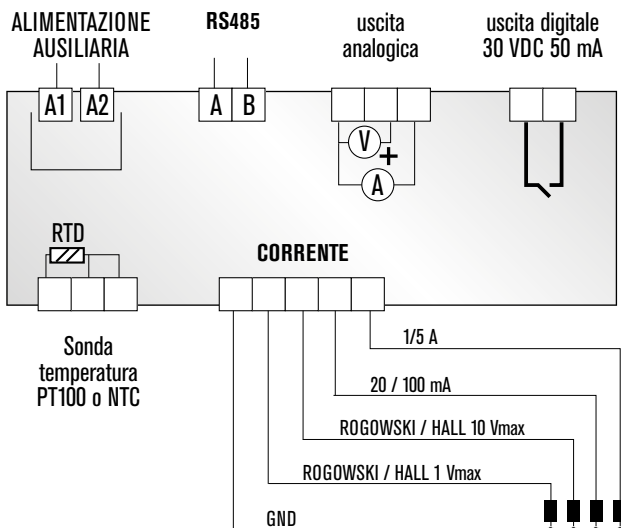 ALIMENTAZIONE
AUSILIARIA
RS485
uscita
analogica
uscita digitale
30 VDC 50 mA
A1 A2
A B
V
+
A
RTD
CORRENTE
Sonda
temperatura
PT100 o NTC
1/5 A
20 / 100 mA
ROGOWSKI / HALL 10 Vmax
ROGOWSKI / HALL 1 Vmax
GND